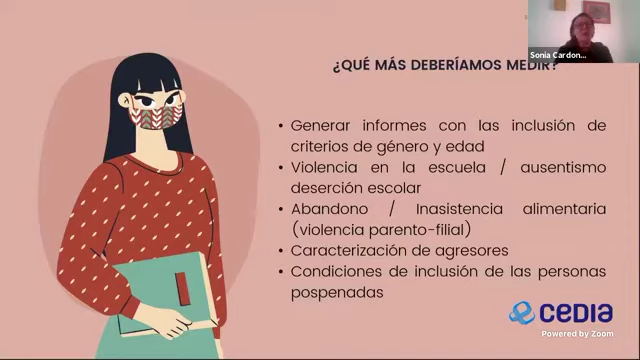 Sonia Cardon...
¿QUÉ MÁS DEBERÍAMOS MEDIR?
• Generar informes con las inclusión de
criterios de género y edad
• Violencia en la escuela / ausentismo
deserción escolar
• Abandono / Inasistencia alimentaria
(violencia parento-filial)
• Caracterización de agresores
• Condiciones de inclusión de las personas
pospenadas
CEDIA
Powered by Zoom